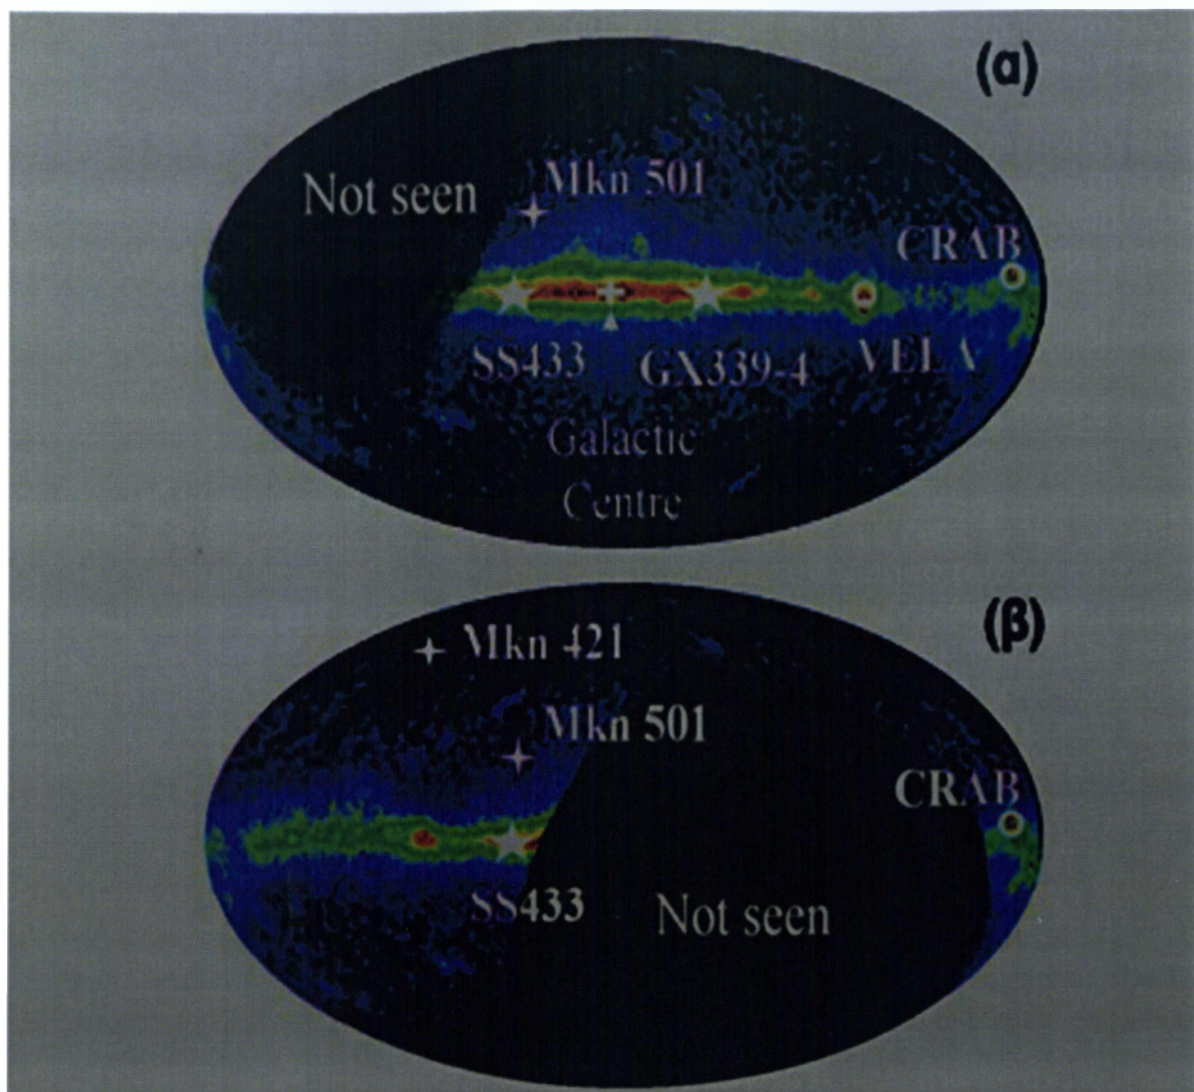 (α)
Mkn 501
Not seen
CRAB
SS433
GX339-4
VELA
Galactic
Centre
(β)
Mkn 421
Mkn 501
CRAB
SS433
Not seen